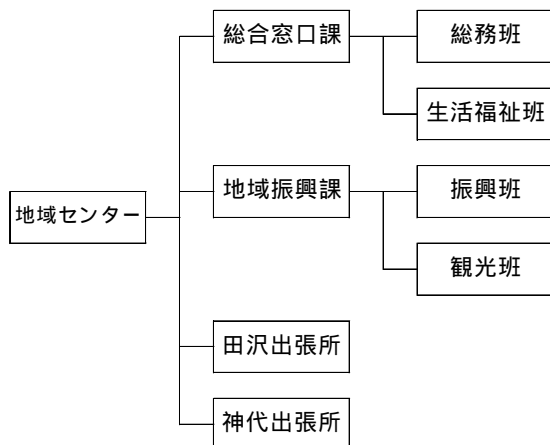 総合窓口課
総務班
生活福祉班
地域センター
地域振興課
振興班
観光班
田沢出張所
神代出張所